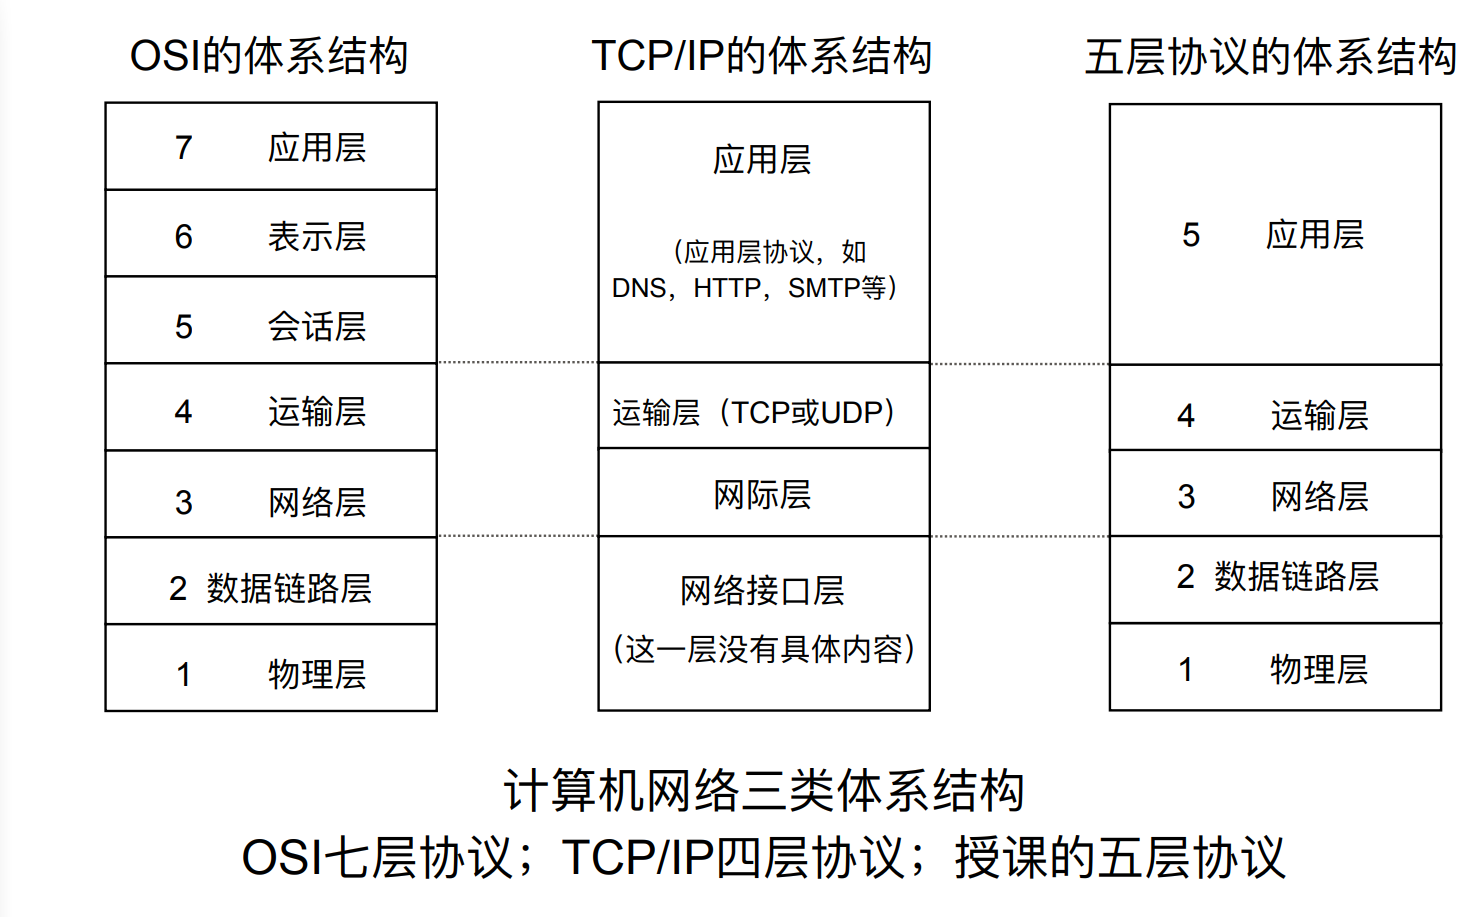 OSI的体系结构
TCP/IP的体系结构
五层协议的体系结构
7 应用层
6 表示层
5 会话层
4 运输层
3 网络层
2 数据链路层
1 物理层
应用层
（应用层协议，如
DNS，HTTP，SMTP等）
运输层（TCP或UDP）
网际层
网络接口层
（这一层没有具体内容）
5 应用层
4 运输层
3 网络层
2 数据链路层
1 物理层
计算机网络三类体系结构
OSI七层协议；TCP/IP四层协议；授课的五层协议